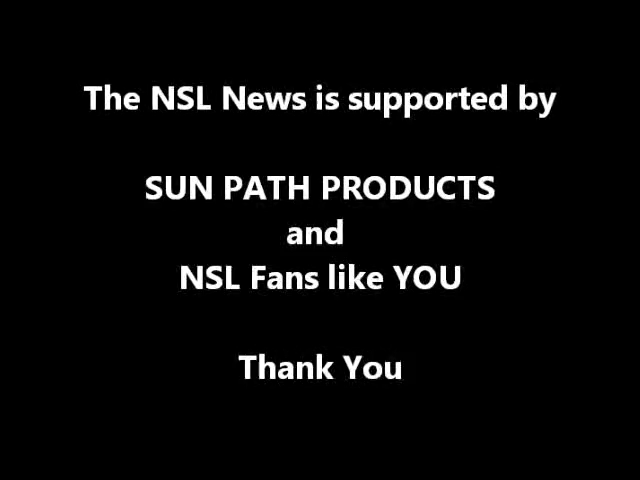 The NSL News is supported by
SUN PATH PRODUCTS
and
NSL Fans like YOU
Thank You